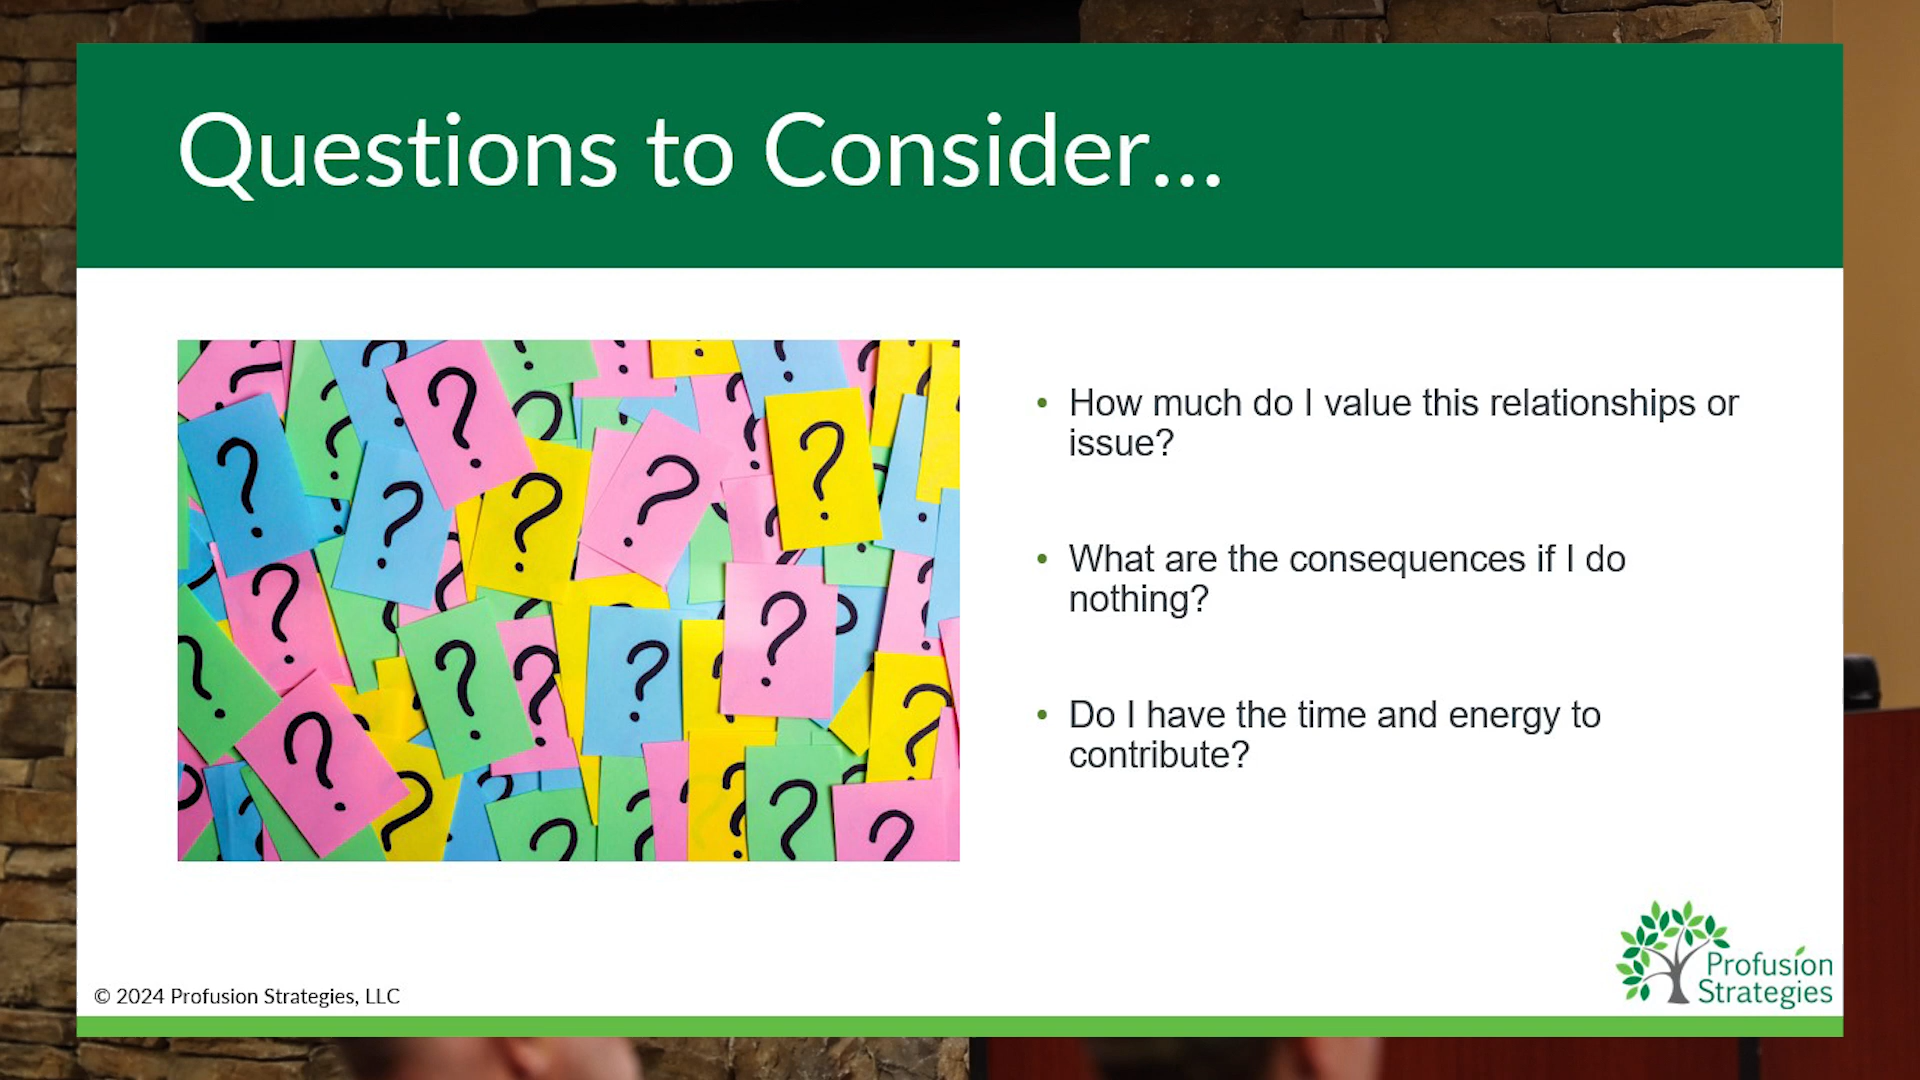 Questions to Consider...
• How much do I value this relationships or
issue?
• What are the consequences if I do
nothing?
• Do I have the time and energy to
contribute?
Profusion
Strategies
© 2024 Profusion Strategies, LLC